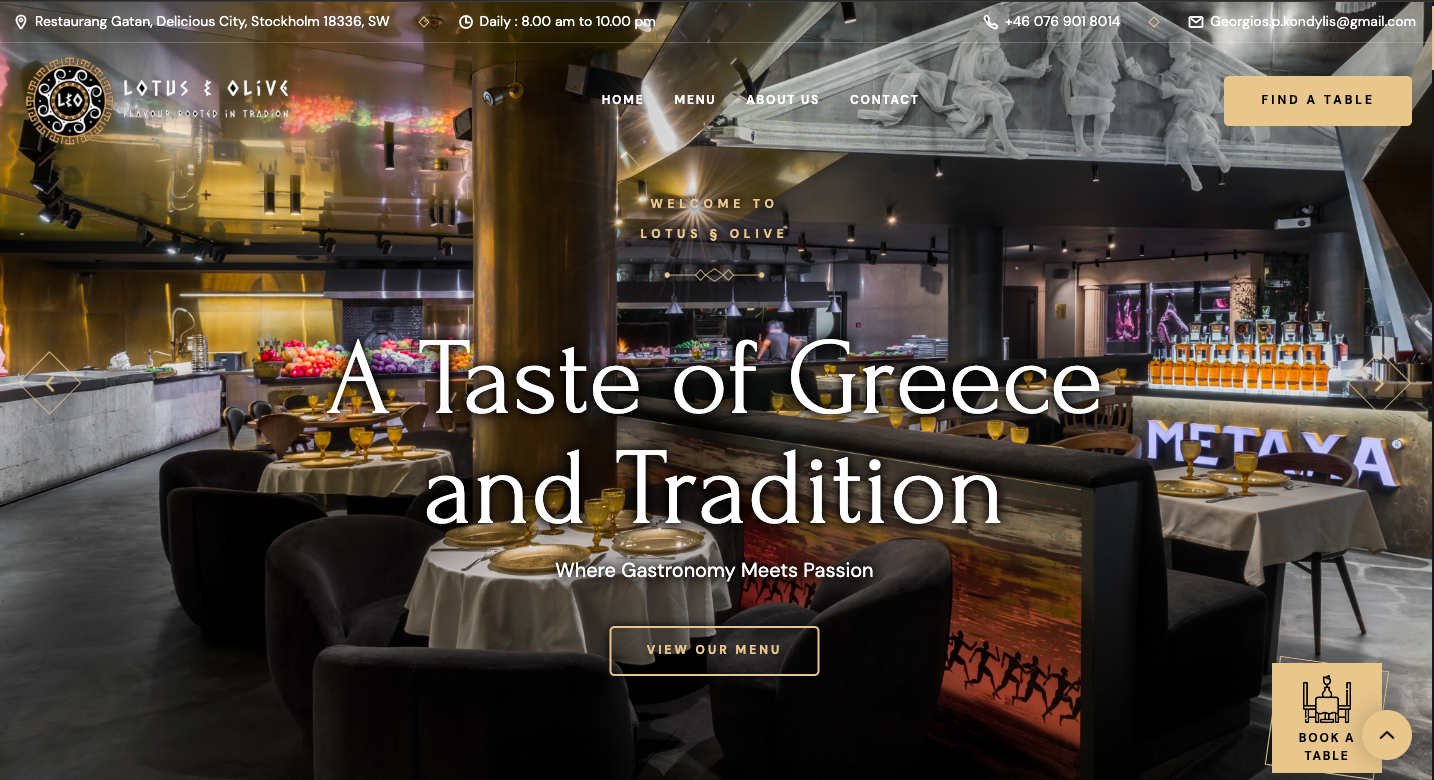 Restaurang Gatan, Delicious City, Stockholm 18336, SW
Daily : 8.00 am to 10.00 pm
+46 076 901 8014
Georgios.p.kondylis@gmail.com
LEO
LOTUS & OLiVE
FLAVOUR ROOTED iN TRADION
HOME
MENU
ABOUT US
CONTACT
FIND A TABLE
WELCOME TO
LOTUS § OLIVE
A Taste of Greece
and Tradition
METAXA®
Where Gastronomy Meets Passion
VIEW OUR MENU
BOOK A
TABLE